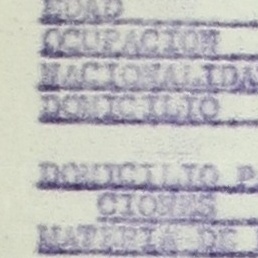 EDAD
OCUPACION
NACIONALIDA
DOMICILIO
DOMICILIO P
CIONES
MATERIA DE